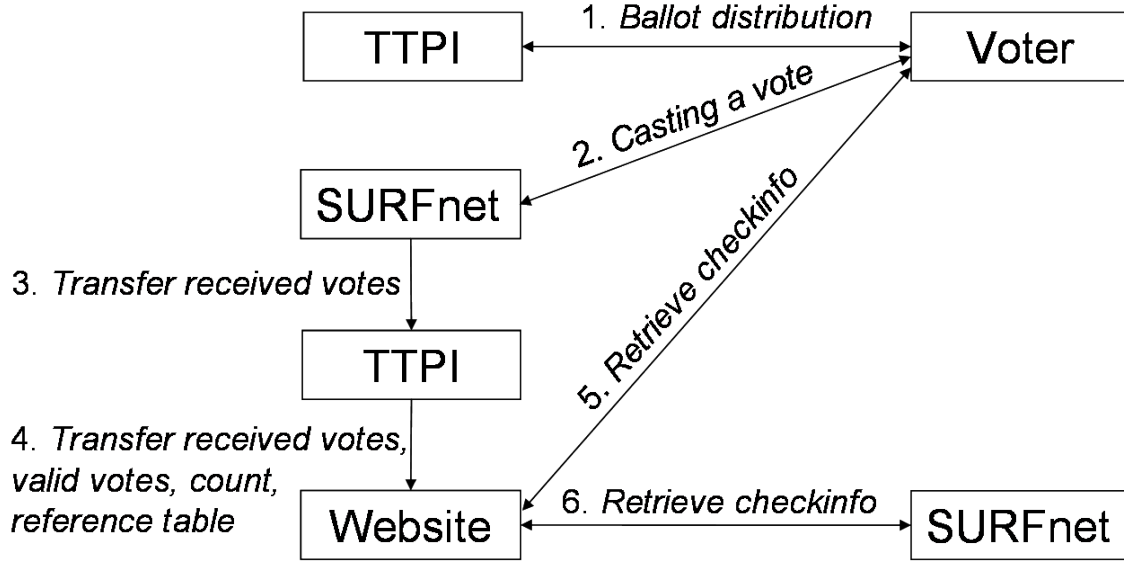 1. Ballot distribution
TTPI
Voter
2. Casting a vote
SURFnet
3. Transfer received votes
5. Retrieve checkinfo
TTPI
4. Transfer received votes,
valid votes, count,
reference table
Website
6. Retrieve checkinfo
SURFnet